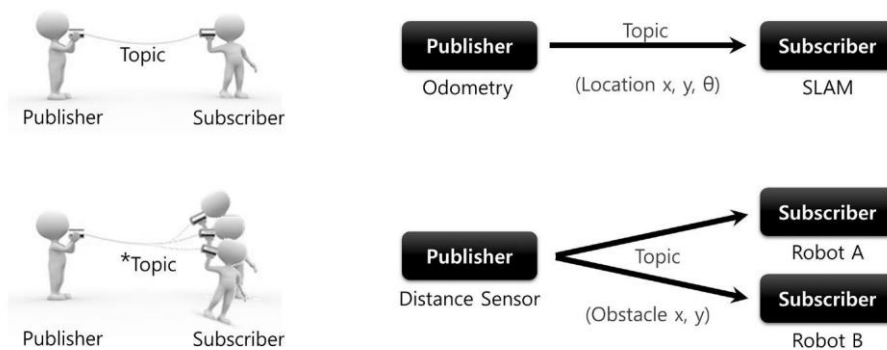 Topic
Publisher
Subscriber
Publisher
Odometry
Topic
(Location x, y, θ)
Subscriber
SLAM
*Topic
Publisher
Subscriber
Publisher
Distance Sensor
Topic
(Obstacle x, y)
Subscriber
Robot A
Subscriber
Robot B